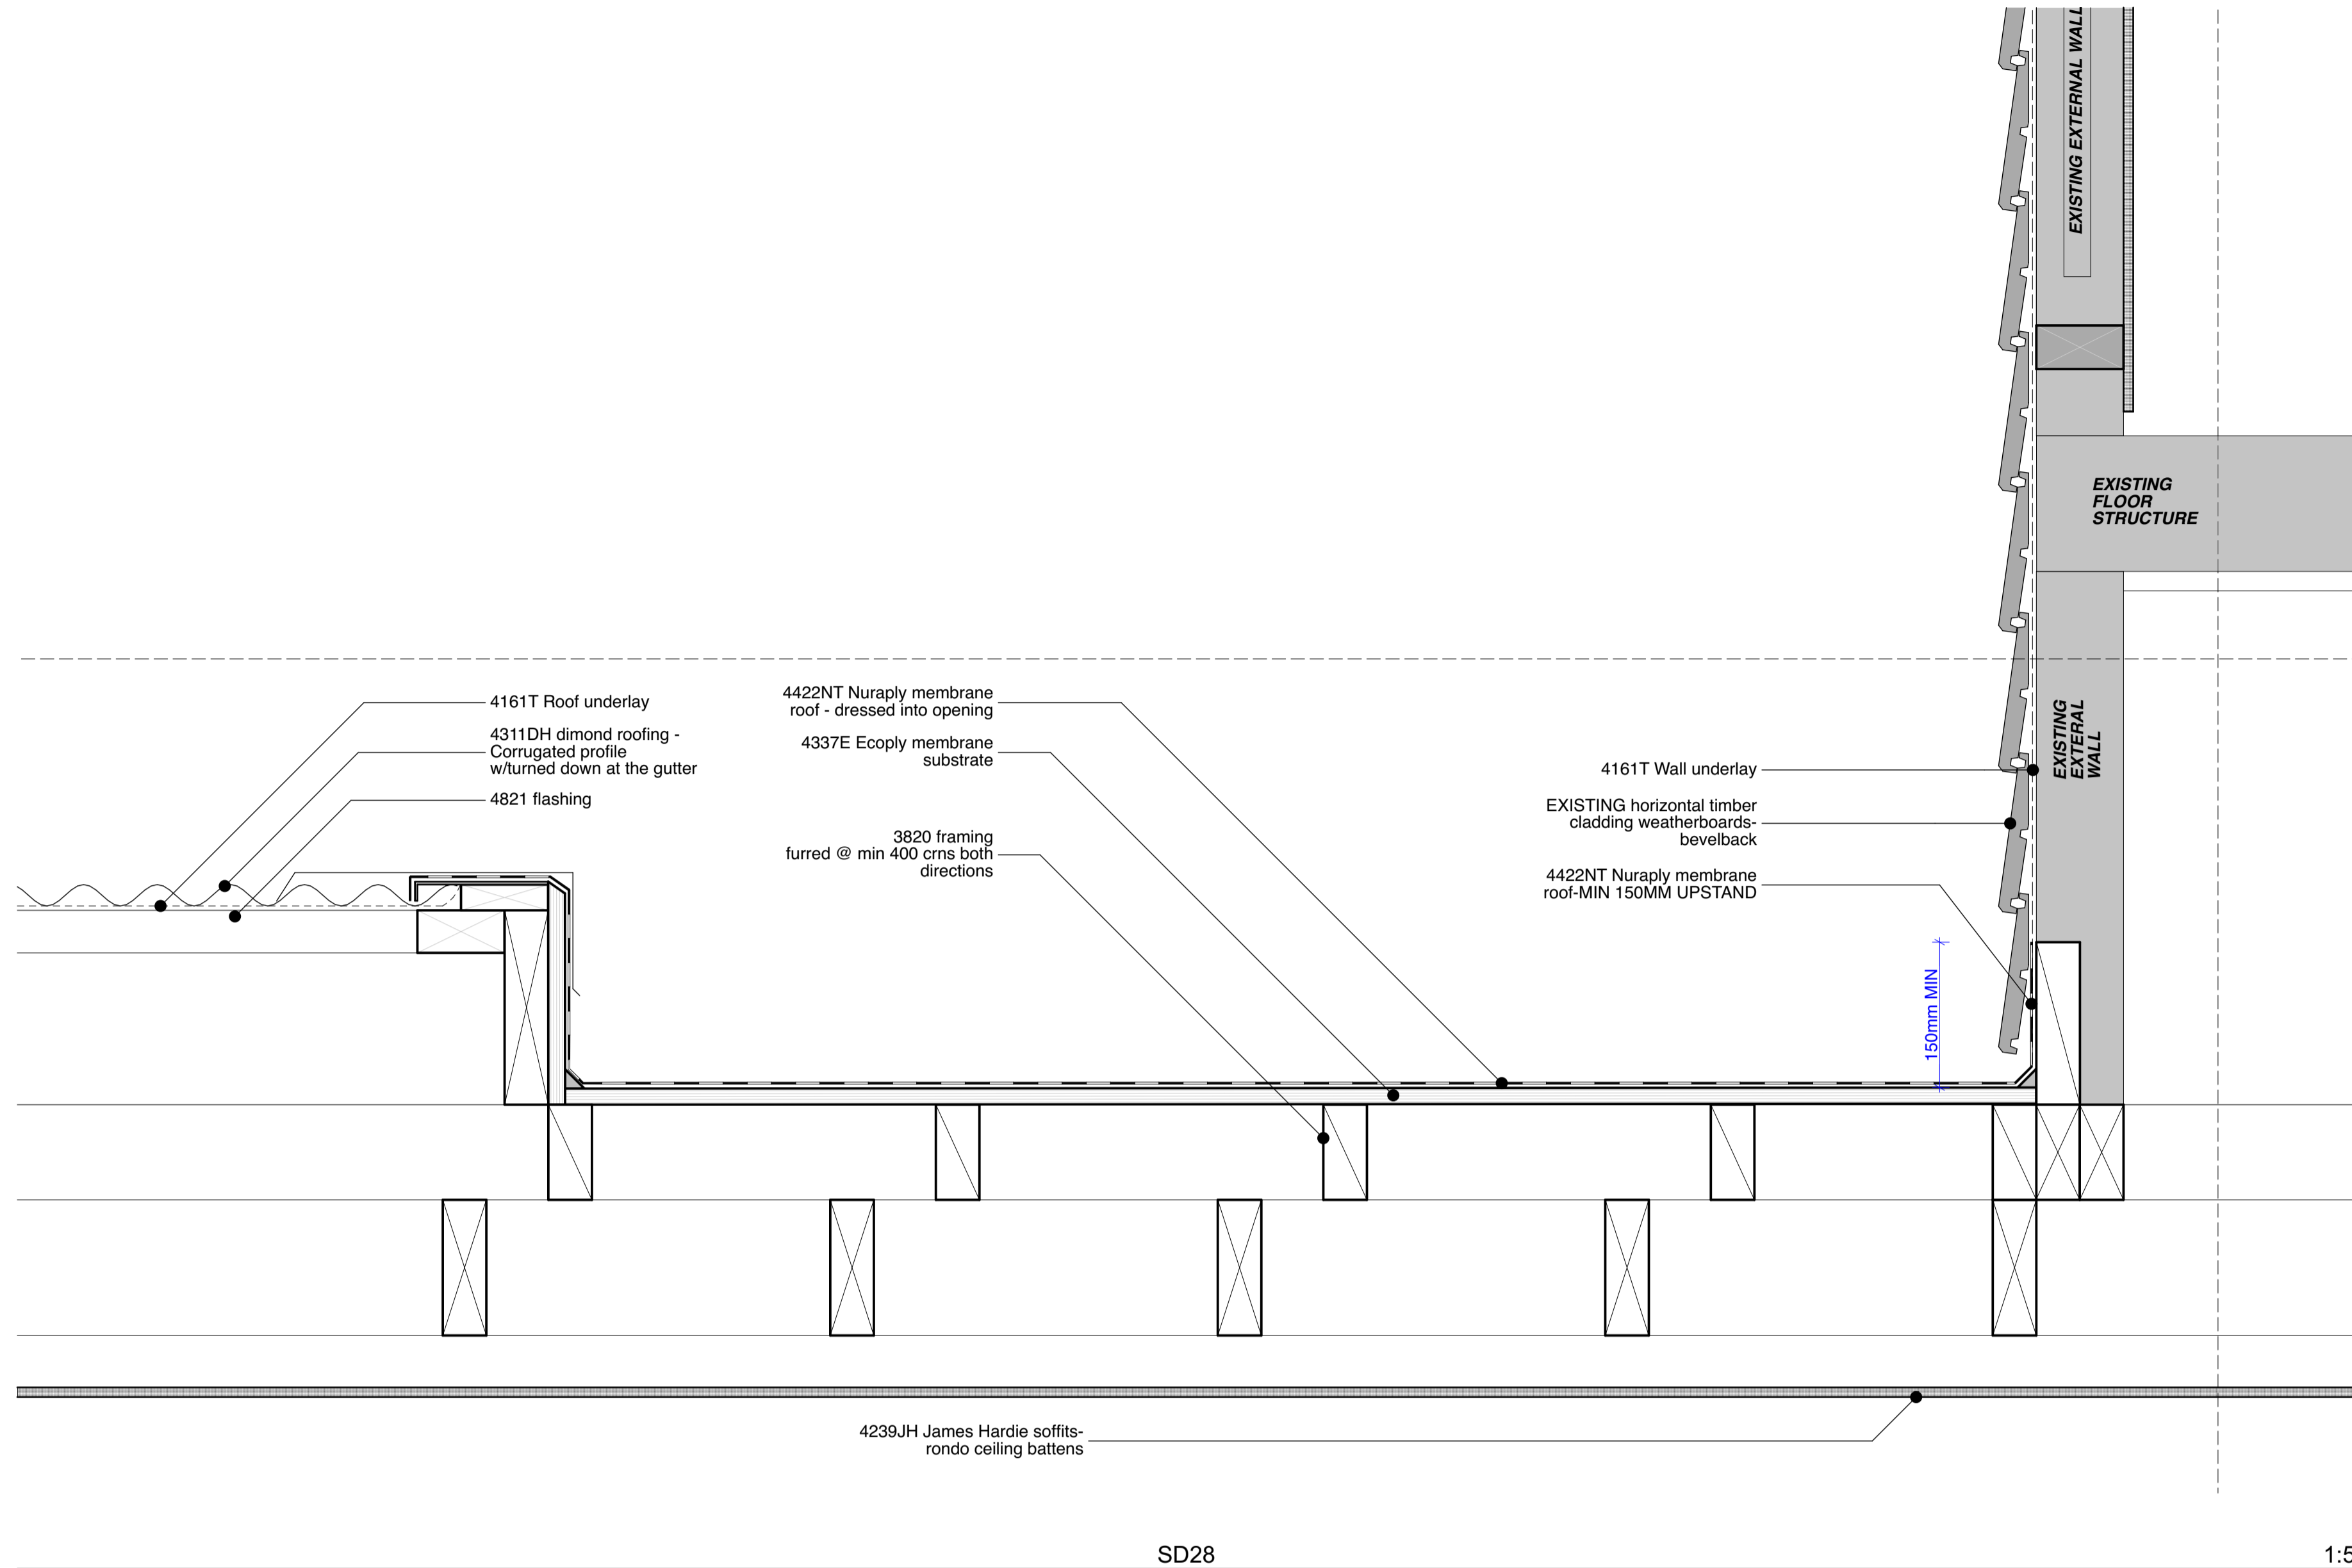 EXISTING EXTERNAL WALL
EXISTING
FLOOR
STRUCTURE
4161T Roof underlay
4311DH dimond roofing -
Corrugated profile
w/turned down at the gutter
4821 flashing
4422NT Nuraply membrane
roof - dressed into opening
4337E Ecoply membrane
substrate
3820 framing
furred @ min 400 crns both
directions
4161T Wall underlay
EXISTING horizontal timber
cladding weatherboards-
bevelback
4422NT Nuraply membrane
roof-MIN 150MM UPSTAND
EXISTING
EXTERAL
WALL
150mm MIN
4239JH James Hardie soffits-
rondo ceiling battens
SD28
1:5